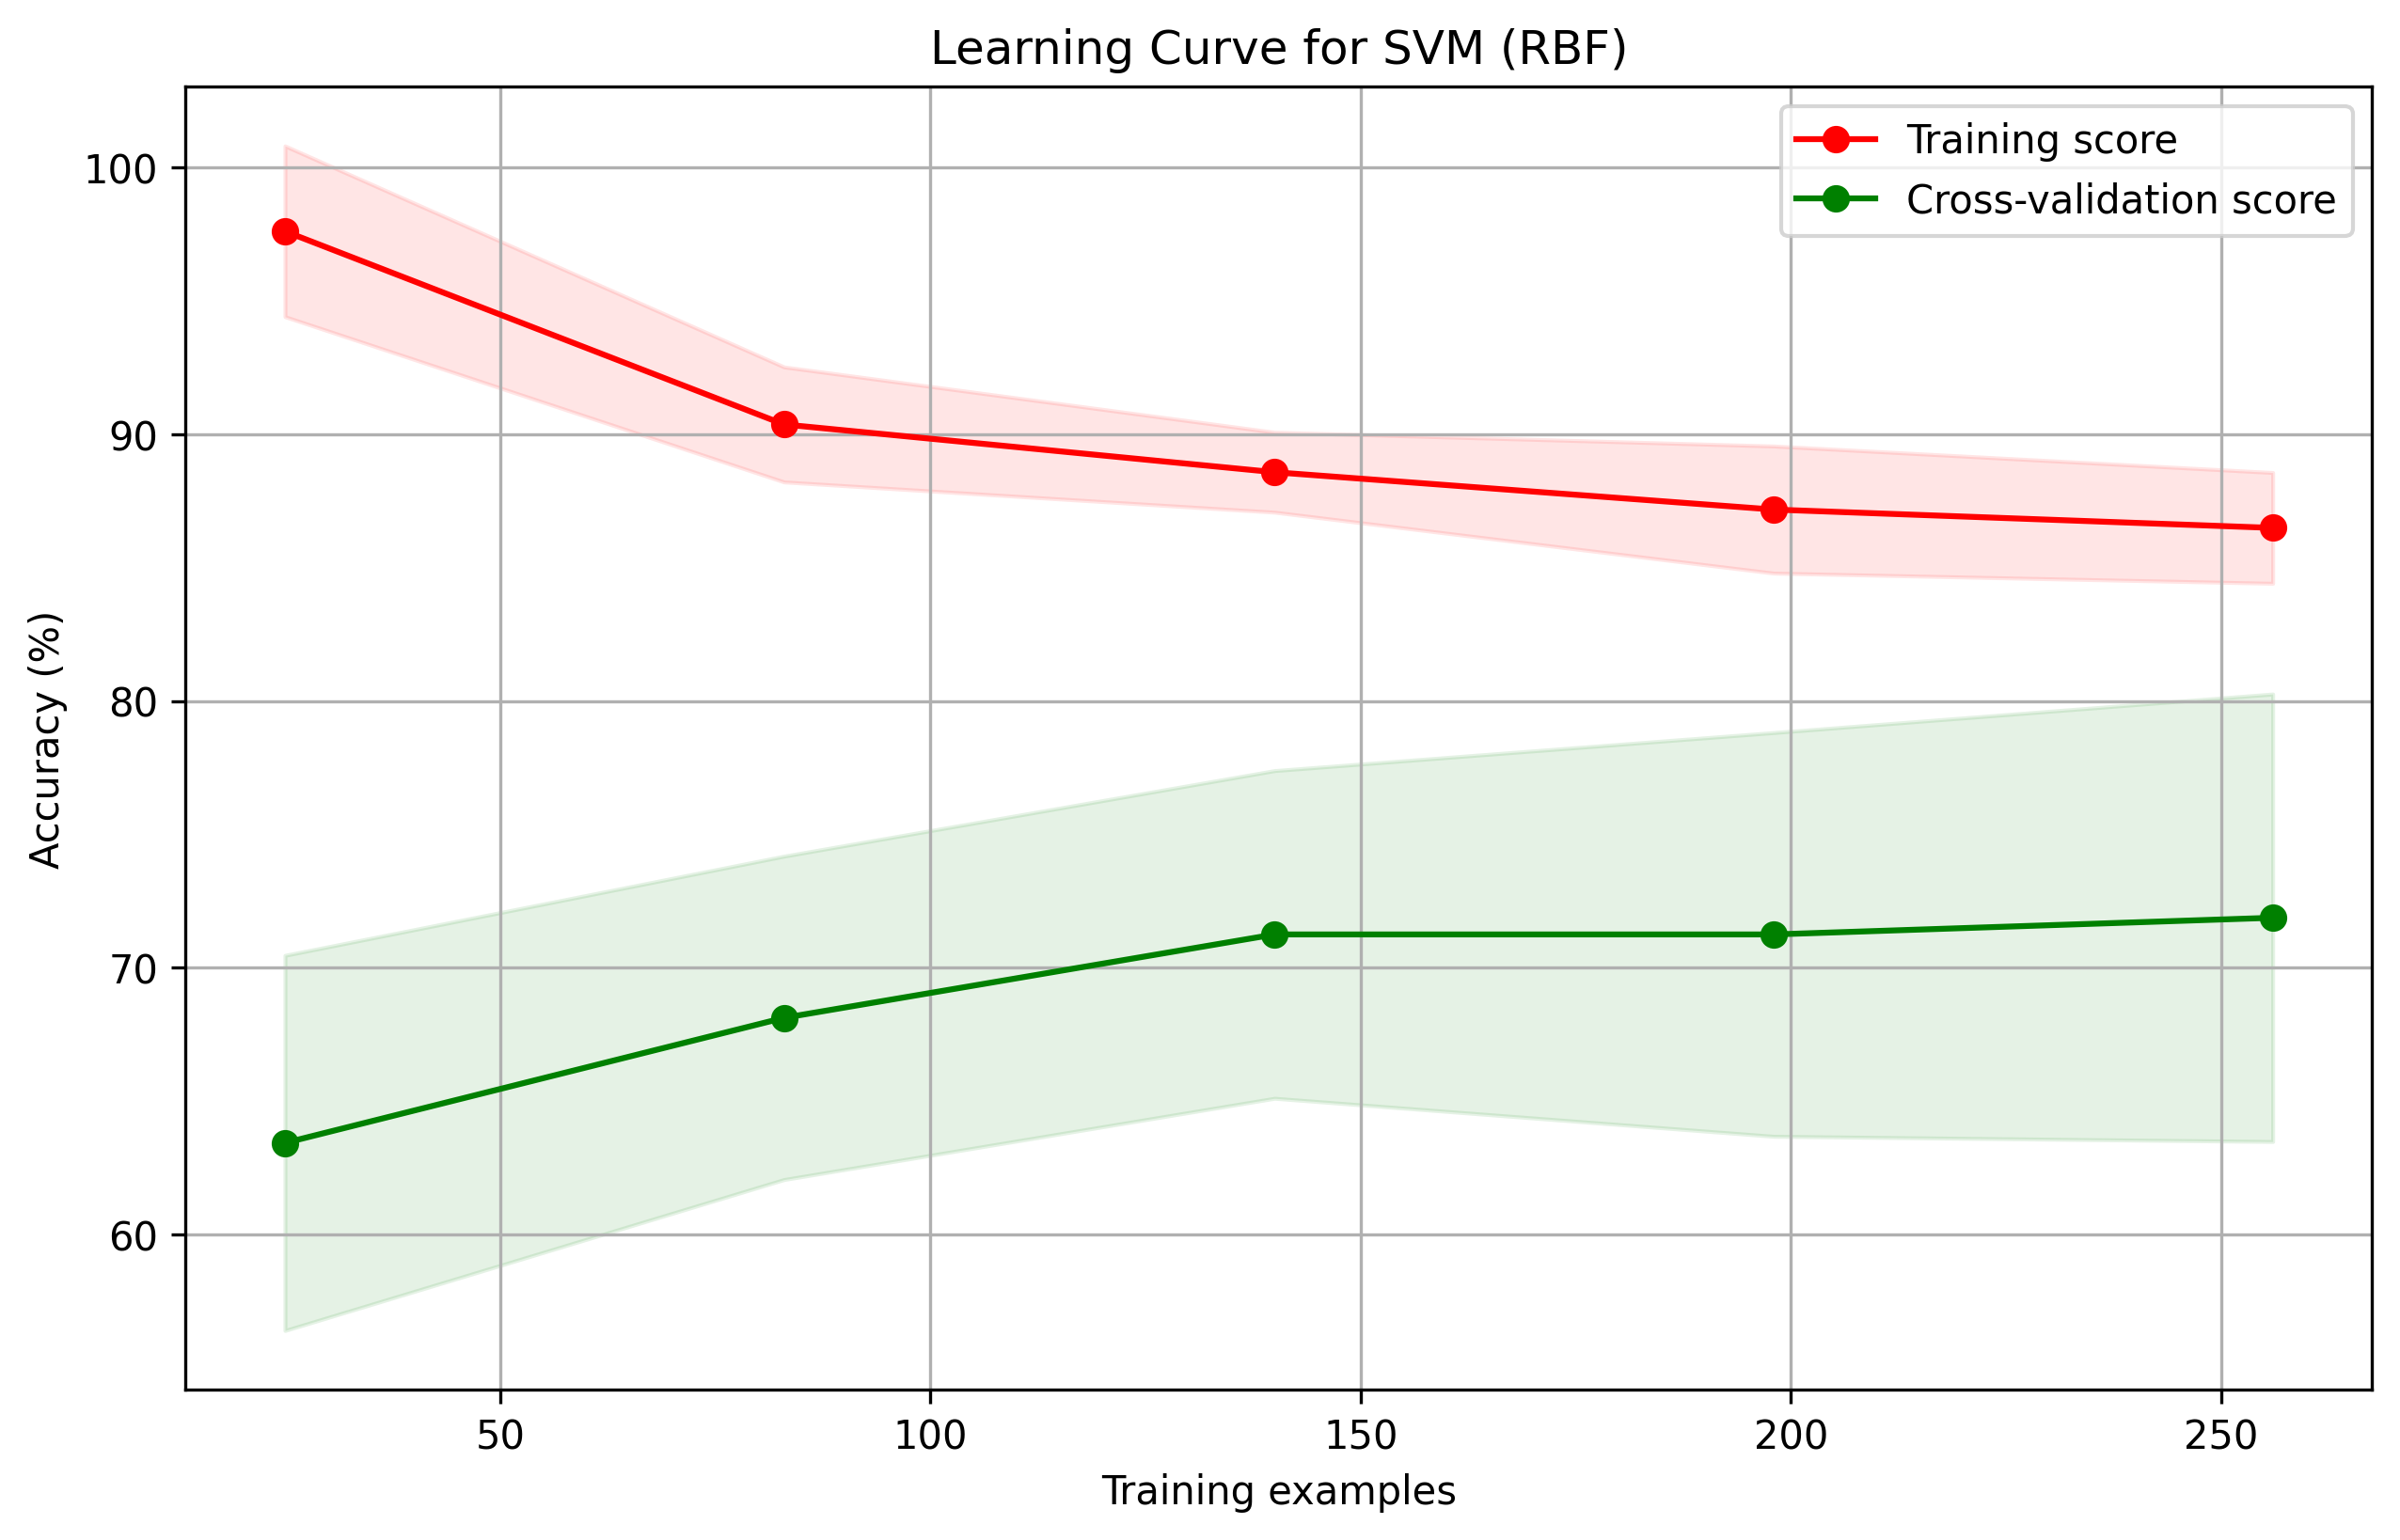 Learning Curve for SVM (RBF)
Training score
Cross-validation score
100
90
80
70
60
Accuracy (%)
50 100 150 200 250
Training examples